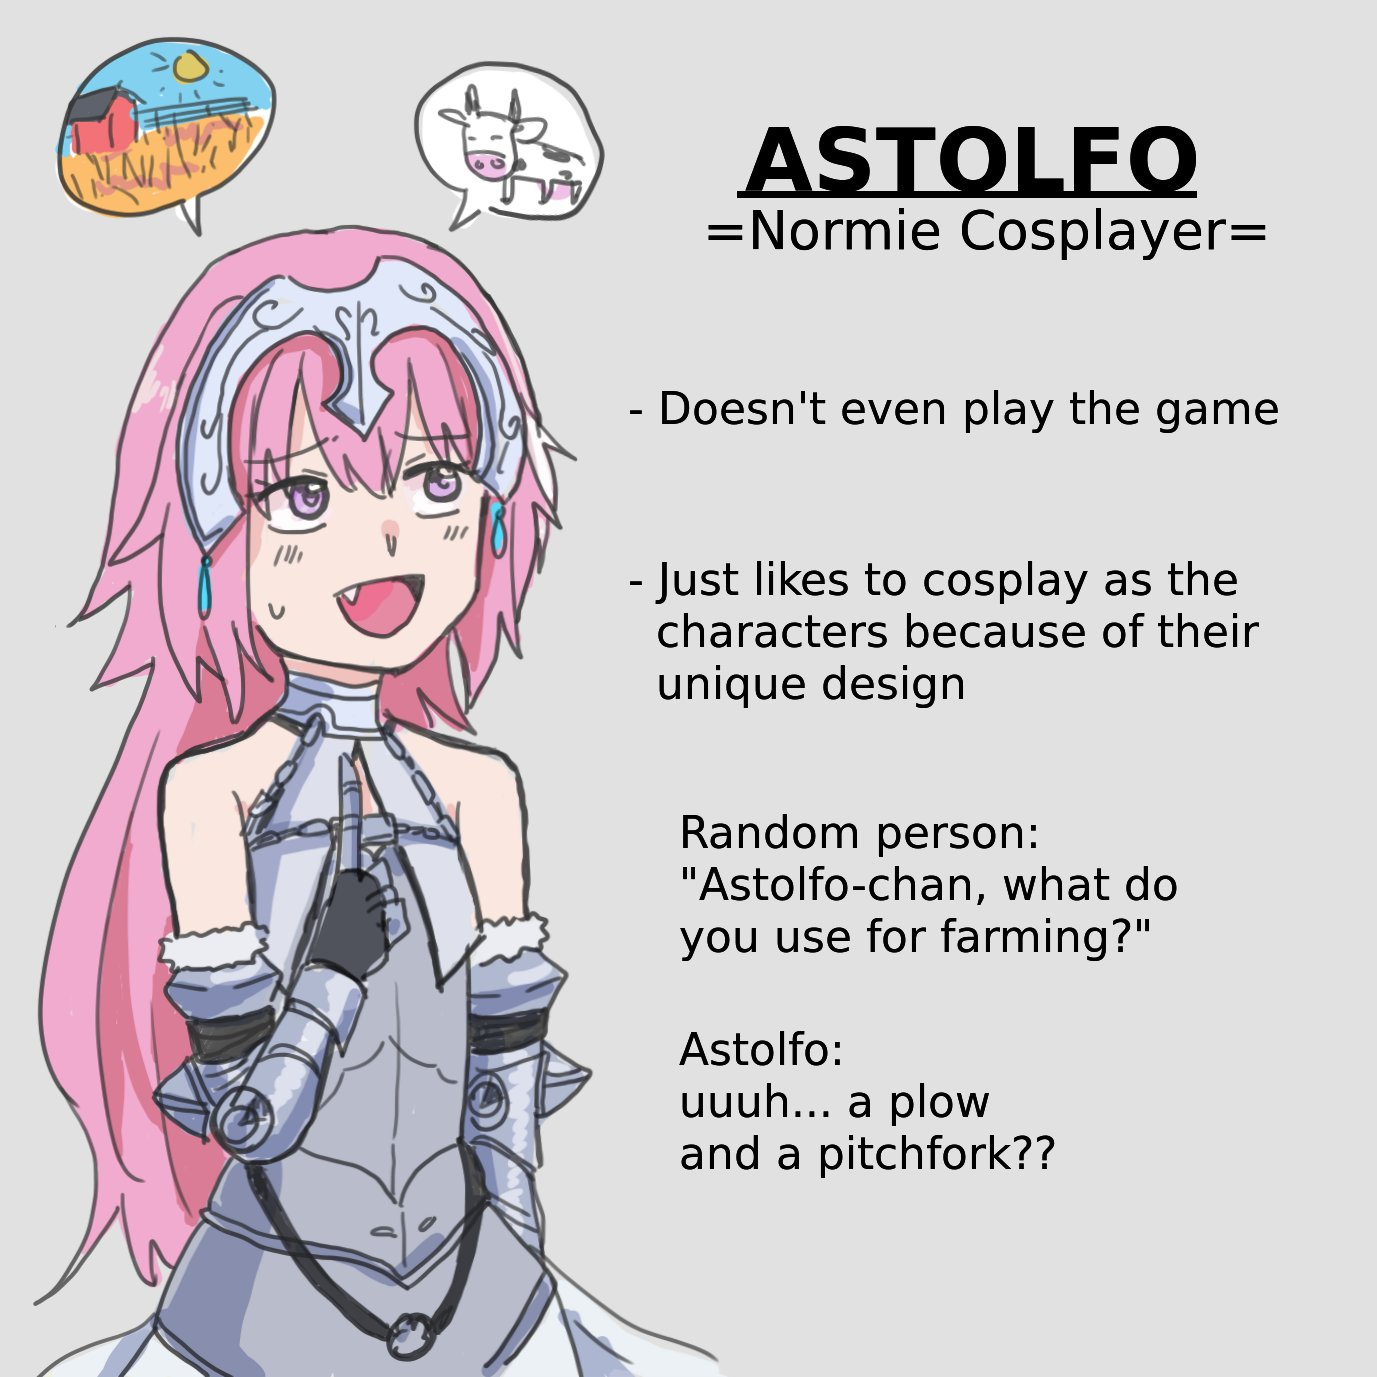 ASTOLFO
=Normie Cosplayer=
- Doesn't even play the game
- Just likes to cosplay as the
characters because of their
unique design
Random person:
"Astolfo-chan, what do
you use for farming?"
Astolfo:
uuuh... a plow
and a pitchfork??